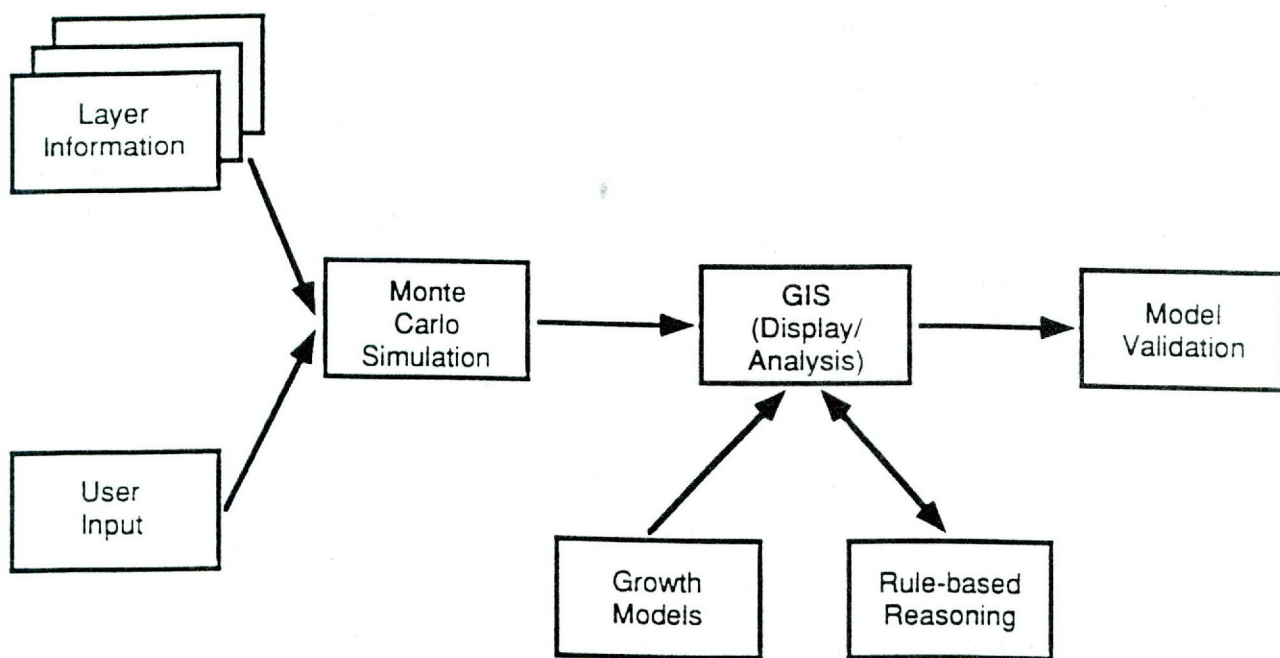 Layer
Information
Monte
Carlo
Simulation
GIS
(Display/
Analysis)
Model
Validation
User
Input
Growth
Models
Rule-based
Reasoning